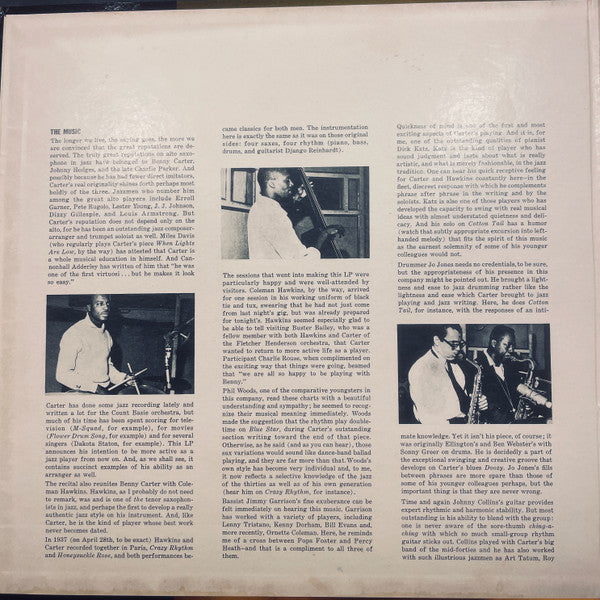 THE MUSIC
The longer we live, the saying goes, the more we
are convinced that the great reputations are de-
served. The truly great reputations on alto saxo-
phone in jazz have belonged to Benny Carter,
Johnny Hodges, and the late Charlie Parker. And
possibly because he has had fewer direct imitators,
Carter's real originality shines forth perhaps most
boldly of the three. Jazzmen who number him
among the great alto players include Erroll
Garner, Pete Rugolo, Lester Young, J. J. Johnson,
Dizzy Gillespie, and Louis Armstrong. But
Carter's reputation does not depend only on the
alto, for he has been an outstanding jazz composer-
arranger and trumpet soloist as well. Miles Davis
(who regularly plays Carter's piece When Lights
Are Low, by the way) has attested that Carter is
a whole musical education in himself. And Can-
nonball Adderley has written of him that "he was
one of the first virtuosi . . . but he makes it look
so easy."
Carter has done some jazz recording lately and
written a lot for the Count Basie orchestra, but
much of his time has been spent scoring for tele-
vision (M-Squad, for example), for movies
(Flower Drum Song, for example) and for several
singers (Dakota Staton, for example). This LP
announces his intention to be more active as a
jazz player from now on. And, as we shall see, it
contains succinct examples of his ability as an
arranger as well.
The recital also reunites Benny Carter with Cole-
man Hawkins. Hawkins, as I probably do not need
to remark, was and is one of the tenor saxophon-
ists in jazz, and perhaps the first to develop a really
authentic jazz style on his instrument. And, like
Carter, he is the kind of player whose best work
never becomes dated.
In 1937 (on April 28th, to be exact) Hawkins and
Carter recorded together in Paris, Crazy Rhythm
and Honeysuckle Rose, and both performances be-
came classics for both men. The instrumentation
here is exactly the same as it was on those original
sides: four saxes, four rhythm (piano, bass,
drums, and guitarist Django Reinhardt).
The sessions that went into making this LP were
particularly happy and were well-attended by
visitors. Coleman Hawkins, by the way, arrived
for one session in his working uniform of black
tie and tux, swearing that he had not just come
from last night's gig, but was already prepared
for tonight's. Hawkins seemed especially glad to
be able to tell visiting Buster Bailey, who was a
fellow member with both Hawkins and Carter of
the Fletcher Henderson orchestra, that Carter
wanted to return to more active life as a player.
Participant Charlie Rouse, when complimented on
the exciting way that things were going, beamed
that "we are all so happy to be playing with
Benny."
Phil Woods, one of the comparative youngsters in
this company, read these charts with a beautiful
understanding and sympathy; he seemed to recog-
nize their musical meaning immediately. Woods
made the suggestion that the rhythm play double-
time on Blue Star, during Carter's outstanding
section writing toward the end of that piece.
Otherwise, as he said (and as you can hear), those
sax variations would sound like dance-band ballad
playing, and they are far more than that. Woods's
own style has become very individual and, to me,
it now reflects a selective knowledge of the jazz
of the thirties as well as of his own generation
(hear him on Crazy Rhythm, for instance).
Bassist Jimmy Garrison's fine exuberance can be
felt immediately on hearing this music. Garrison
has worked with a variety of players, including
Lenny Tristano, Kenny Dorham, Bill Evans and,
more recently, Ornette Coleman. Here, he reminds
me of a cross between Pops Foster and Percy
Heath—and that is a compliment to all three of
them.
Quickness of mind is one of the first and most
exciting aspects of Carter's playing. And it is, for
me, one of the outstanding qualities of pianist
Dick Katz. Katz is the kind of player who has
sound judgment and tastes about what is really
artistic, and what is merely fashionable, in the jazz
tradition. One can hear his quick receptive feeling
for Carter and Hawkins constantly here—in the
fleet, discreet response with which he complements
phrase after phrase in the writing and by the
soloists. Katz is also one of those players who has
developed the capacity to swing with real musical
ideas with almost understated quietness and deli-
cacy. And his solo on Cotton Tail has a humor
(watch that subtly appropriate excursion into left-
handed melody) that fits the spirit of this music
as the earnest solemnity of some of his younger
colleagues would not.
Drummer Jo Jones needs no credentials, to be sure,
but the appropriateness of his presence in this
company might be pointed out. He brought a light-
ness and ease to jazz drumming rather like the
lightness and ease which Carter brought to jazz
playing and jazz writing. Here, he does Cotton
Tail, for instance, with the responses of an inti-
mate knowledge. Yet it isn't his piece, of course; it
was originally Ellington's and Ben Webster's with
Sonny Greer on drums. He is decidedly a part of
the exceptional swinging and creative groove that
develops on Carter's blues Doozy. Jo Jones's fills
between phrases are more spare than those of
some of his younger colleagues perhaps, but the
important thing is that they are never wrong.
Time and again Johnny Collins's guitar provides
expert rhythmic and harmonic stability. But most
outstanding is his ability to blend with the group:
one is never aware of the sore-thumb ching-a-
ching with which so much small-group rhythm
guitar sticks out. Collins played with Carter's big
band of the mid-forties and he has also worked
with such illustrious jazzmen as Art Tatum, Roy